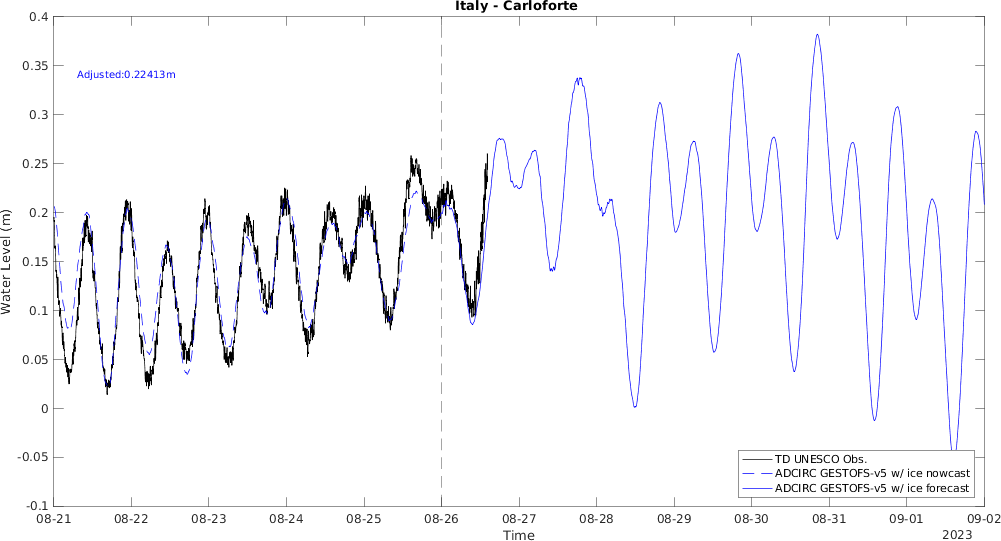 Italy - Carloforte
Adjusted:0.22413m
Water Level (m)
0.4
0.35
0.3
0.25
0.2
0.15
0.1
0.05
0
-0.05
-0.1
TD UNESCO Obs.
ADCIRC GESTOFS-v5 w/ ice nowcast
ADCIRC GESTOFS-v5 w/ ice forecast
08-21 08-22 08-23 08-24 08-25 08-26 08-27 08-28 08-29 08-30 08-31 09-01 09-02
Time
2023